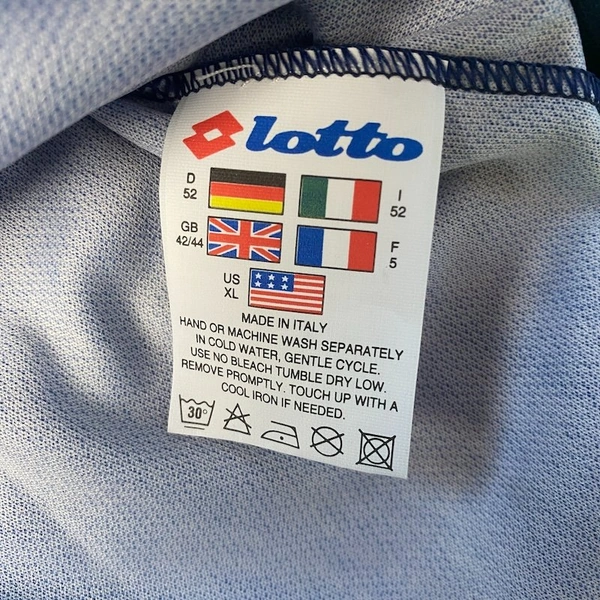 lotto
D
52
I
52
GB
42/44
F
5
US
XL
MADE IN ITALY
HAND OR MACHINE WASH SEPARATELY
IN COLD WATER, GENTLE CYCLE.
USE NO BLEACH TUMBLE DRY LOW.
REMOVE PROMPTLY. TOUCH UP WITH A
COOL IRON IF NEEDED.
30°